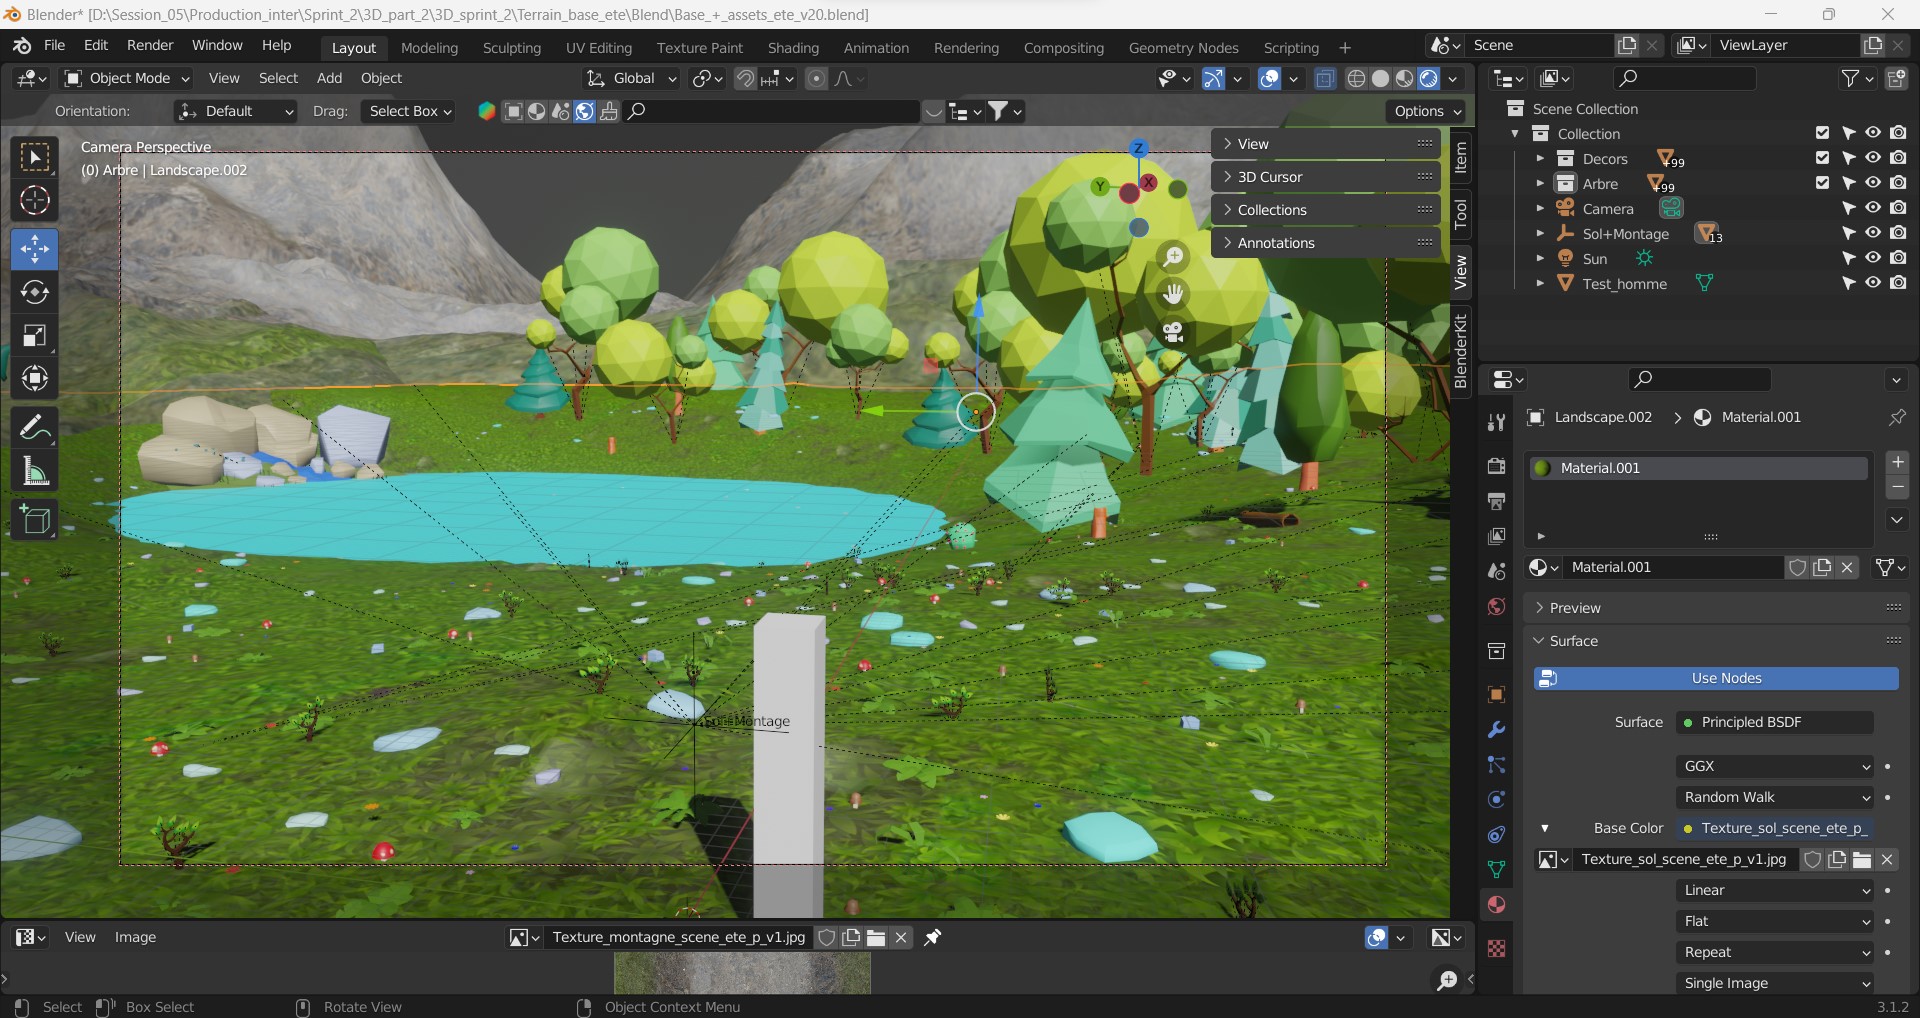 Blender* [D:\Session_05\Production_inter\Sprint_2\3D_part_2\3D_sprint_2\Terrain_base_ete\Blend\Base_+_assets_ete_v20.blend]
File Edit Render Window Help Layout Modeling Sculpting UV Editing Texture Paint Shading Animation Rendering Compositing Geometry Nodes Scripting + Scene ViewLayer
Object Mode View Select Add Object Global
Orientation: Default Drag: Select Box Options
Camera Perspective
(0) Arbre | Landscape.002
Z
Y
X
View
3D Cursor
Collections
Annotations
Item
Tool
View
BlenderKit
Sol+Montage
Scene Collection
Collection
Decors +99
Arbre +99
Camera
Sol+Montage 13
Sun
Test_homme
Landscape.002 Material.001
Material.001
Material.001
Preview
Surface
Use Nodes
Surface Principled BSDF
GGX
Random Walk
Base Color Texture_sol_scene_ete_p_
Texture_sol_scene_ete_p_v1.jpg
Linear
Flat
Repeat
Single Image
View Image Texture_montagne_scene_ete_p_v1.jpg
Select Box Select Rotate View Object Context Menu 3.1.2